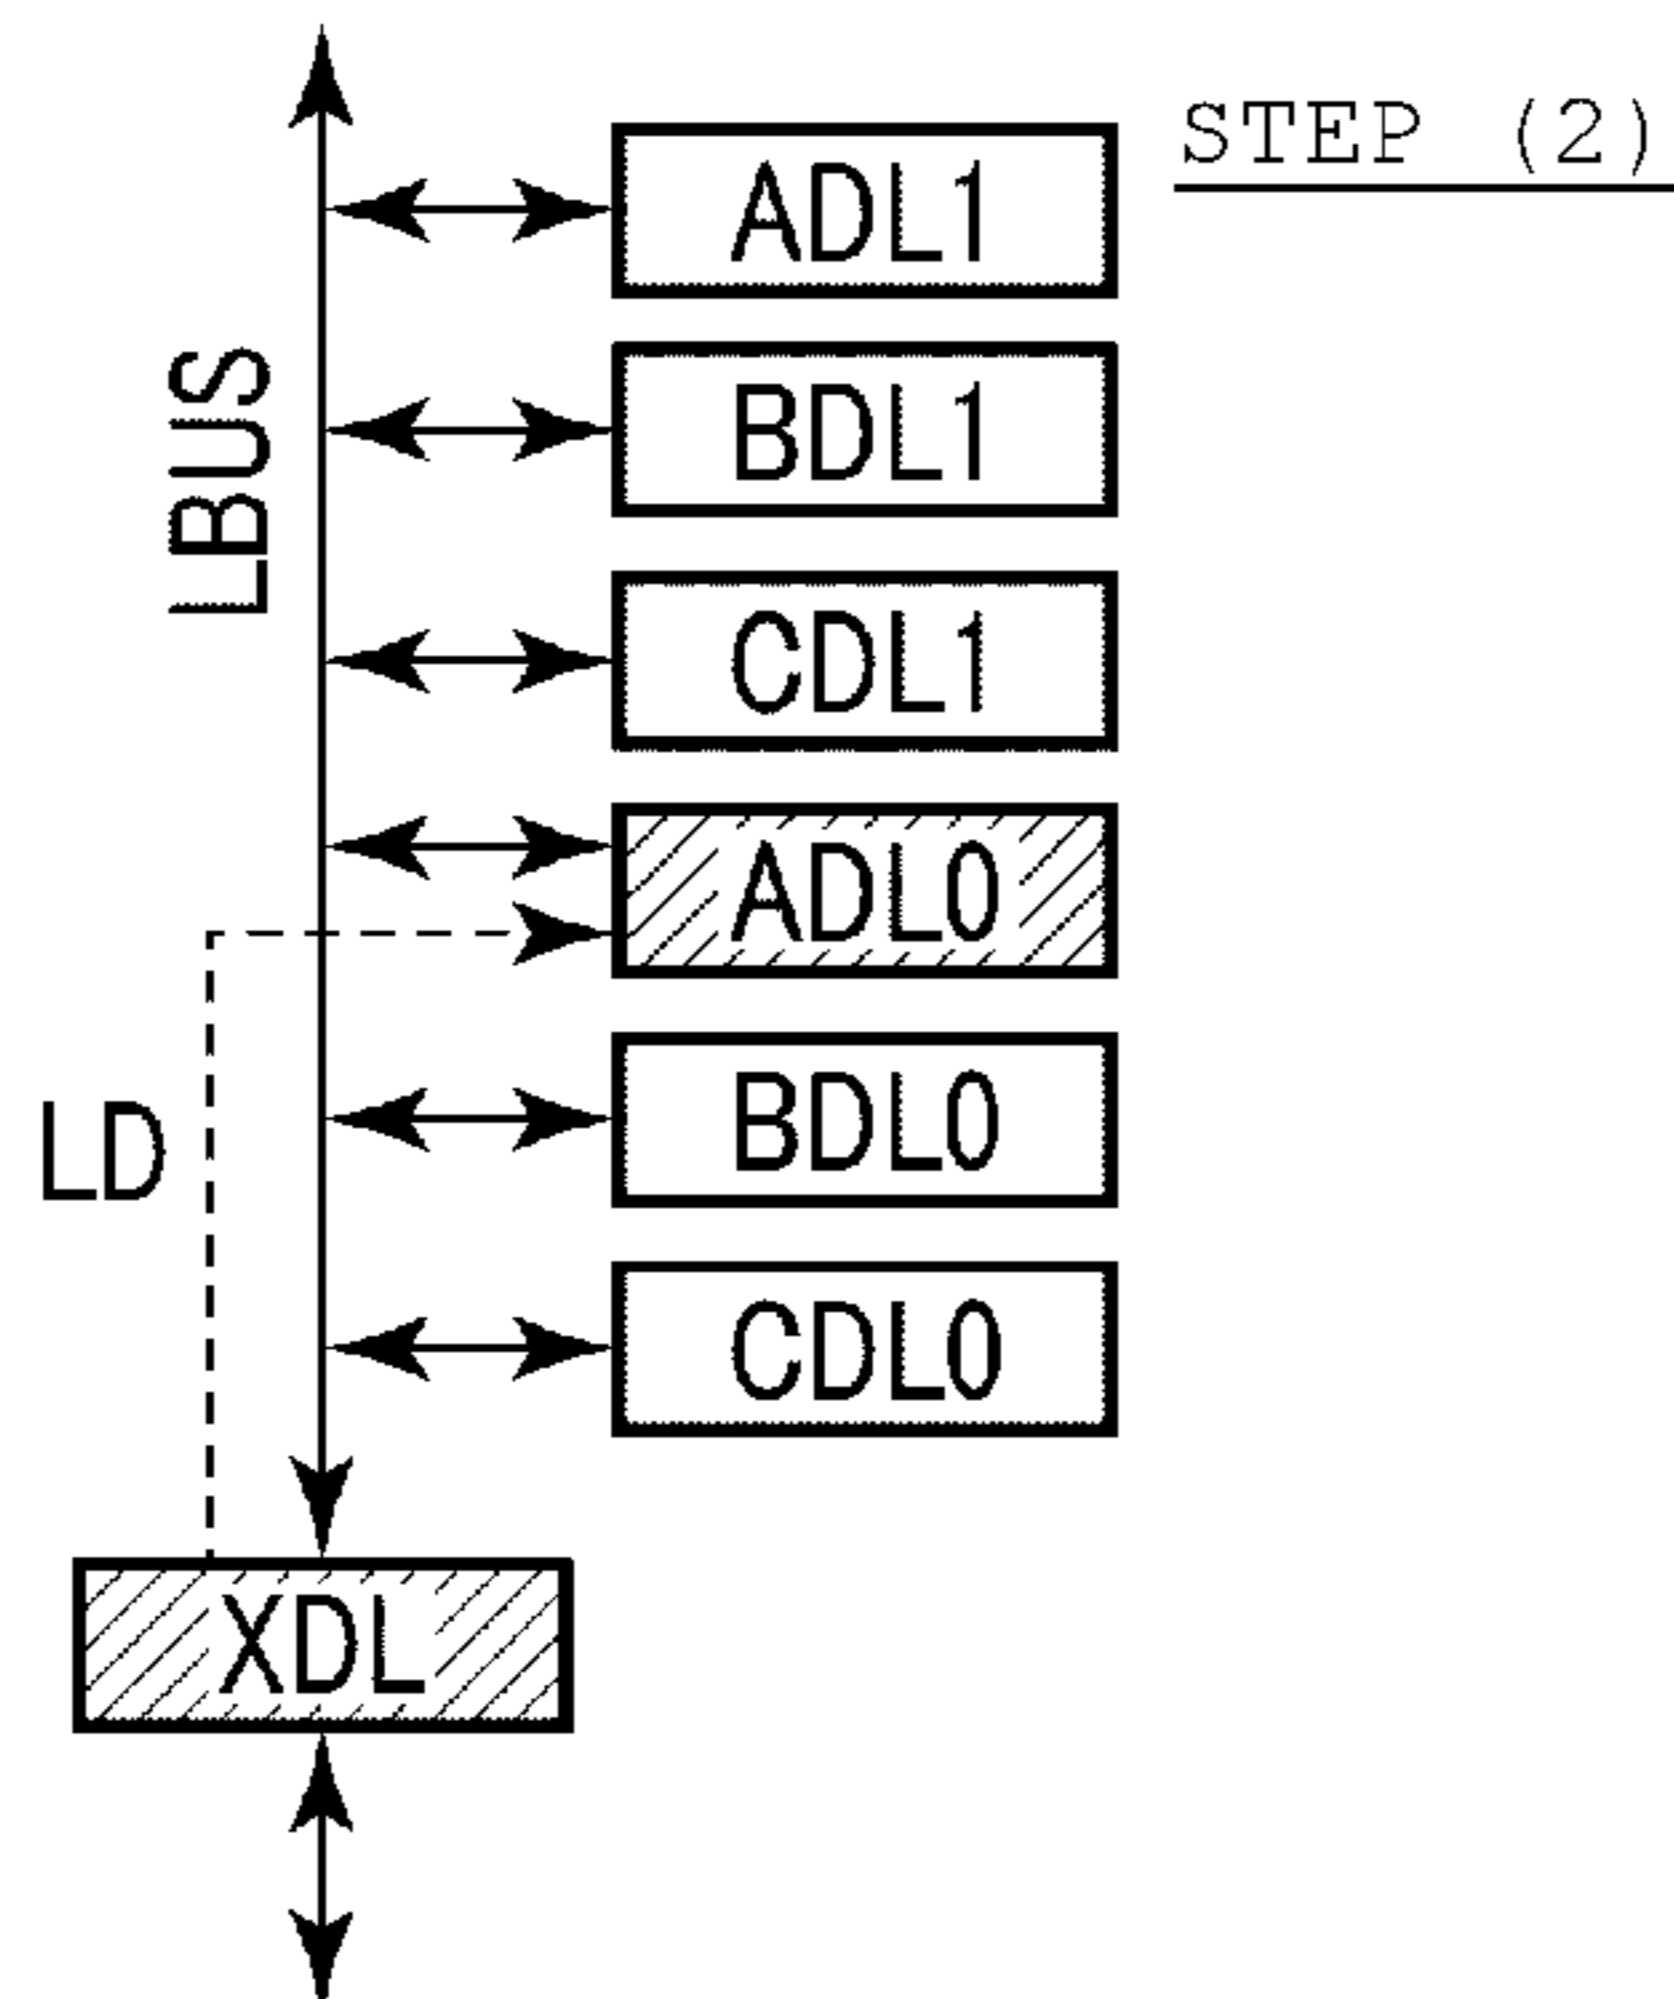 STEP (2)
ADL1
BDL1
LBUS
CDL1
ADL0
BDL0
LD
CDL0
XDL